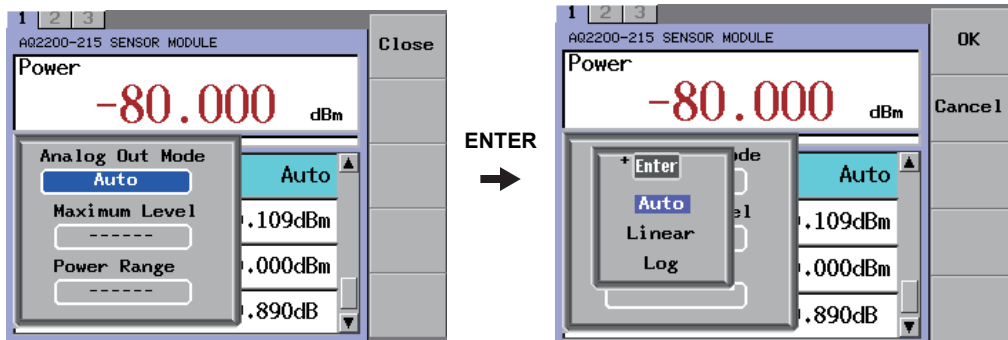 1 2 3
AQ2200-215 SENSOR MODULE
Power
-80.000 dBm
Analog Out Mode
Auto
Maximum Level
------
Power Range
------
Auto
.109dBm
.000dBm
.890dB
Close
ENTER
1 2 3
AQ2200-215 SENSOR MODULE
Power
-80.000 dBm
Enter
Auto
Linear
Log
ode
el
Auto
.109dBm
.000dBm
.890dB
OK
Cancel